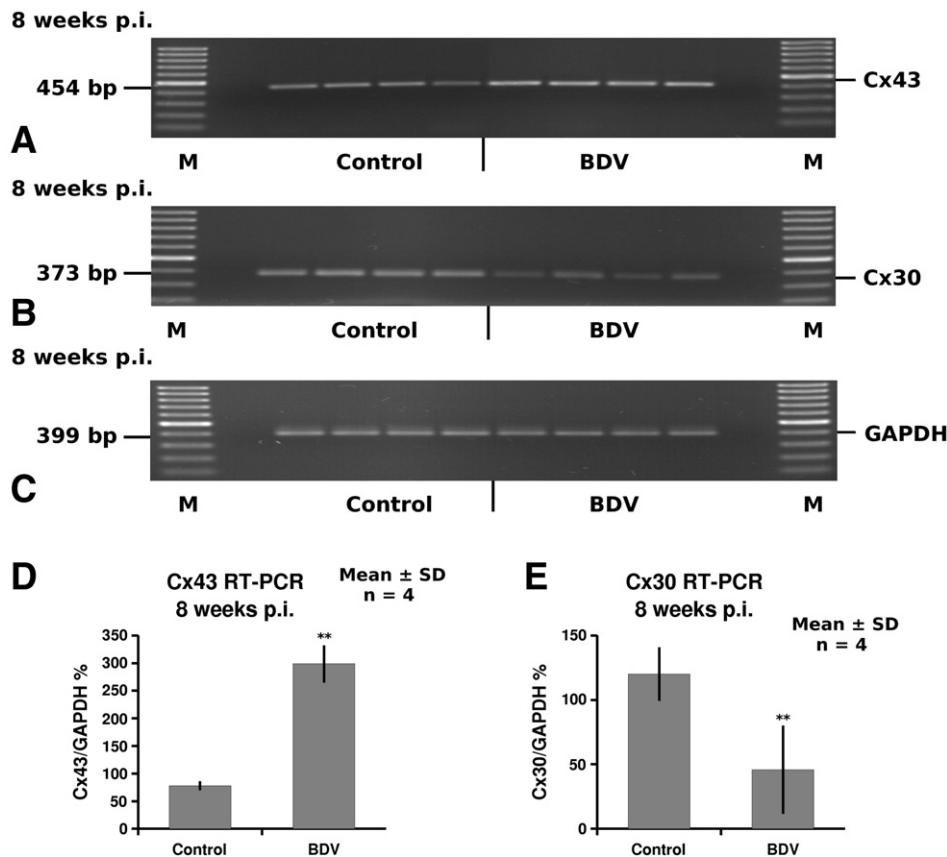 8 weeks p.i.
454 bp
Cx43
A
M Control BDV M
8 weeks p.i.
373 bp
Cx30
B
M Control BDV M
8 weeks p.i.
399 bp
GAPDH
C
M Control BDV M
D
Cx43 RT-PCR
8 weeks p.i.
Mean ± SD
n = 4
Cx43/GAPDH %
350
300
250
200
150
100
50
0
**
Control BDV
E
Cx30 RT-PCR
8 weeks p.i.
Mean ± SD
n = 4
Cx30/GAPDH %
150
100
50
0
**
Control BDV